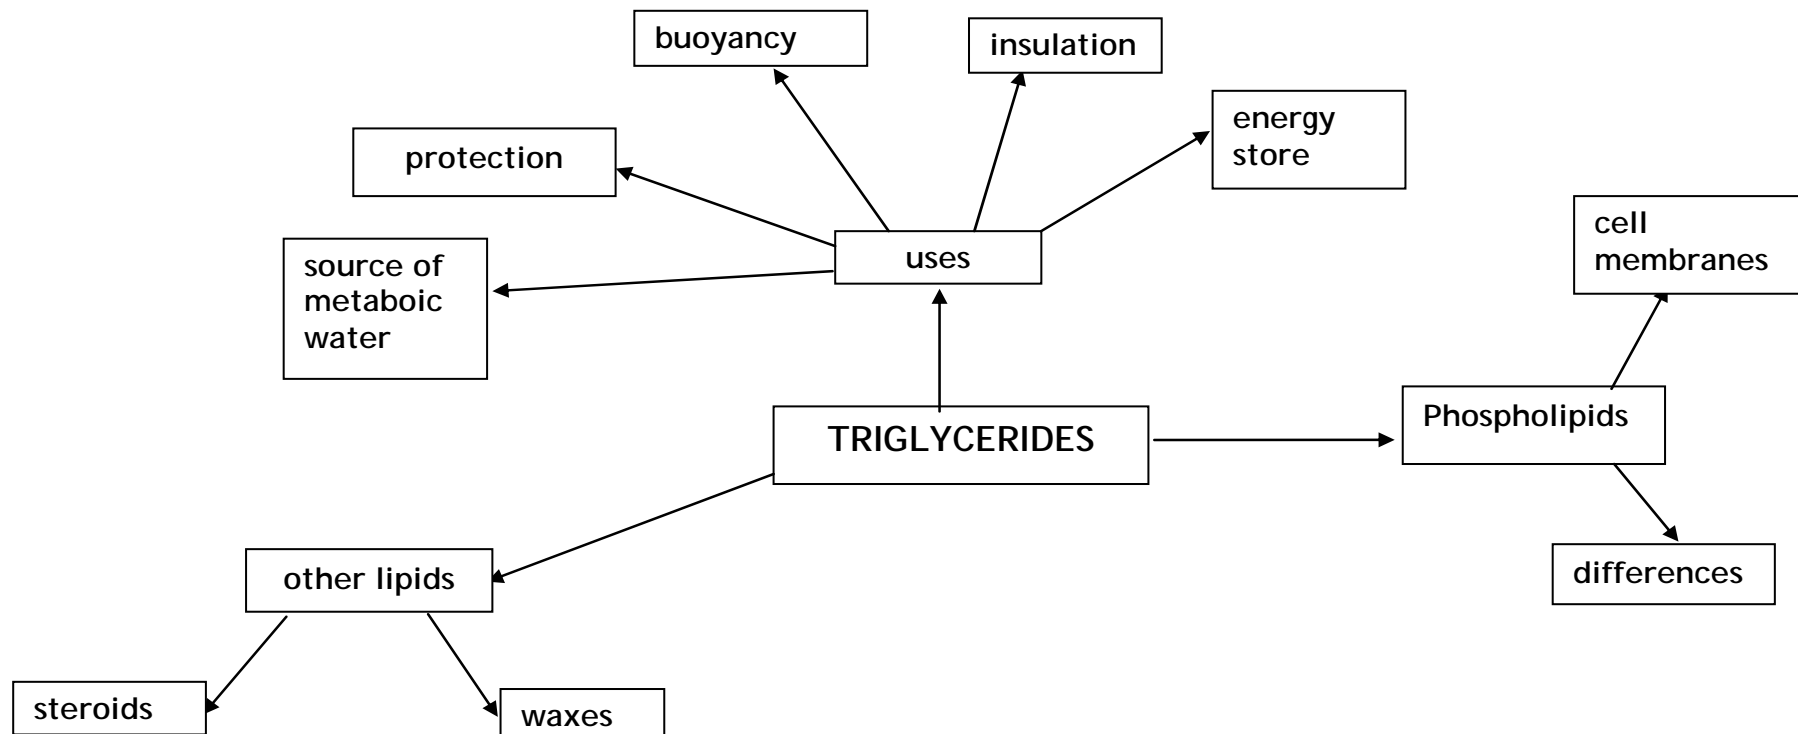 buoyancy
insulation
energy
store
protection
cell
membranes
source of
metaboic
water
uses
TRIGLYCERIDES
Phospholipids
other lipids
differences
steroids
waxes